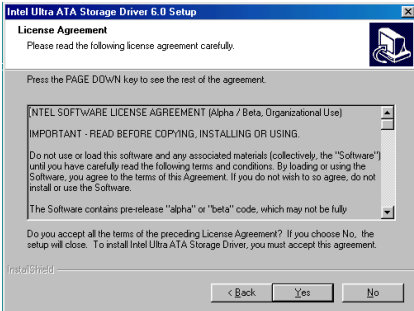 Intel Ultra ATA Storage Driver 6.0 Setup
License Agreement
Please read the following license agreement carefully.
Press the PAGE DOWN key to see the rest of the agreement.
INTEL SOFTWARE LICENSE AGREEMENT (Alpha / Beta, Organizational Use)
IMPORTANT - READ BEFORE COPYING, INSTALLING OR USING.
Do not use or load this software and any associated materials (collectively, the "Software")
until you have carefully read the following terms and conditions. By loading or using the
Software, you agree to the terms of this Agreement. If you do not wish to so agree, do not
install or use the Software.
The Software contains pre-release "alpha" or "beta" code, which may not be fully
Do you accept all the terms of the preceding License Agreement? If you choose No, the
setup will close. To install Intel Ultra ATA Storage Driver, you must accept this agreement.
InstallShield
< Back Yes No